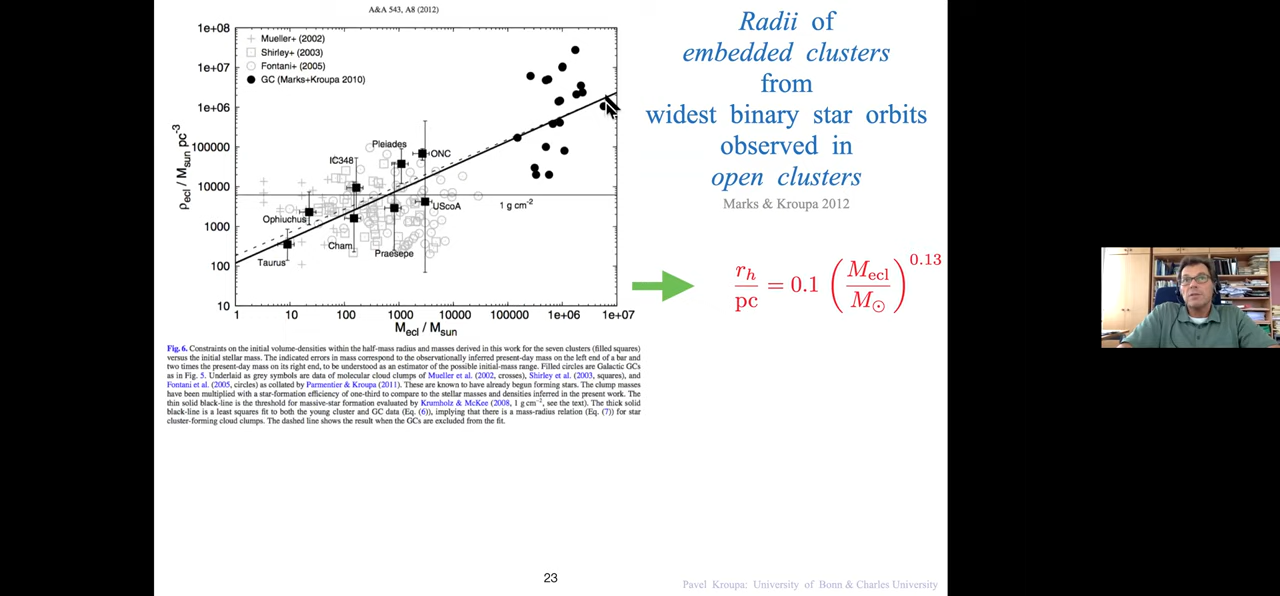 A&A 543, A8 (2012)
1e+08
1e+07
1e+06
100000
10000
1000
100
10
ρecl / Msun pc-3
Mueller+ (2002)
Shirley+ (2003)
Fontani+ (2005)
GC (Marks+Kroupa 2010)
Pleiades
ONC
IC348
Ophiuchus
UScoA
1 g cm-2
Cham.
Praesepe
Taurus
1 10 100 1000 10000 100000 1e+06 1e+07
Mecl / Msun
Fig. 6. Constraints on the initial volume-densities within the half-mass radius and masses derived in this work for the seven clusters (filled squares)
versus the initial stellar mass. The indicated errors in mass correspond to the observationally inferred present-day mass on the left end of a bar and
two times the present-day mass on its right end, to be understood as an estimator of the possible initial-mass range. Filled circles are Galactic GCs
as in Fig. 5. Underlaid as grey symbols are data of molecular cloud clumps of Mueller et al. (2002, crosses), Shirley et al. (2003, squares), and
Fontani et al. (2005, circles) as collated by Parmentier & Kroupa (2011). These are known to have already begun forming stars. The clump masses
have been multiplied with a star-formation efficiency of one-third to compare to the stellar masses and densities inferred in the present work. The
thin solid black-line is the threshold for massive-star formation evaluated by Krumholz & McKee (2008, 1 g cm-2, see the text). The thick solid
black-line is a least squares fit to both the young cluster and GC data (Eq. (6)), implying that there is a mass-radius relation (Eq. (7)) for star
cluster-forming cloud clumps. The dashed line shows the result when the GCs are excluded from the fit.
Radii of
embedded clusters
from
widest binary star orbits
observed in
open clusters
Marks & Kroupa 2012
rh/pc = 0.1 (Mecl/M⊙)^0.13
23
Pavel Kroupa: University of Bonn & Charles University